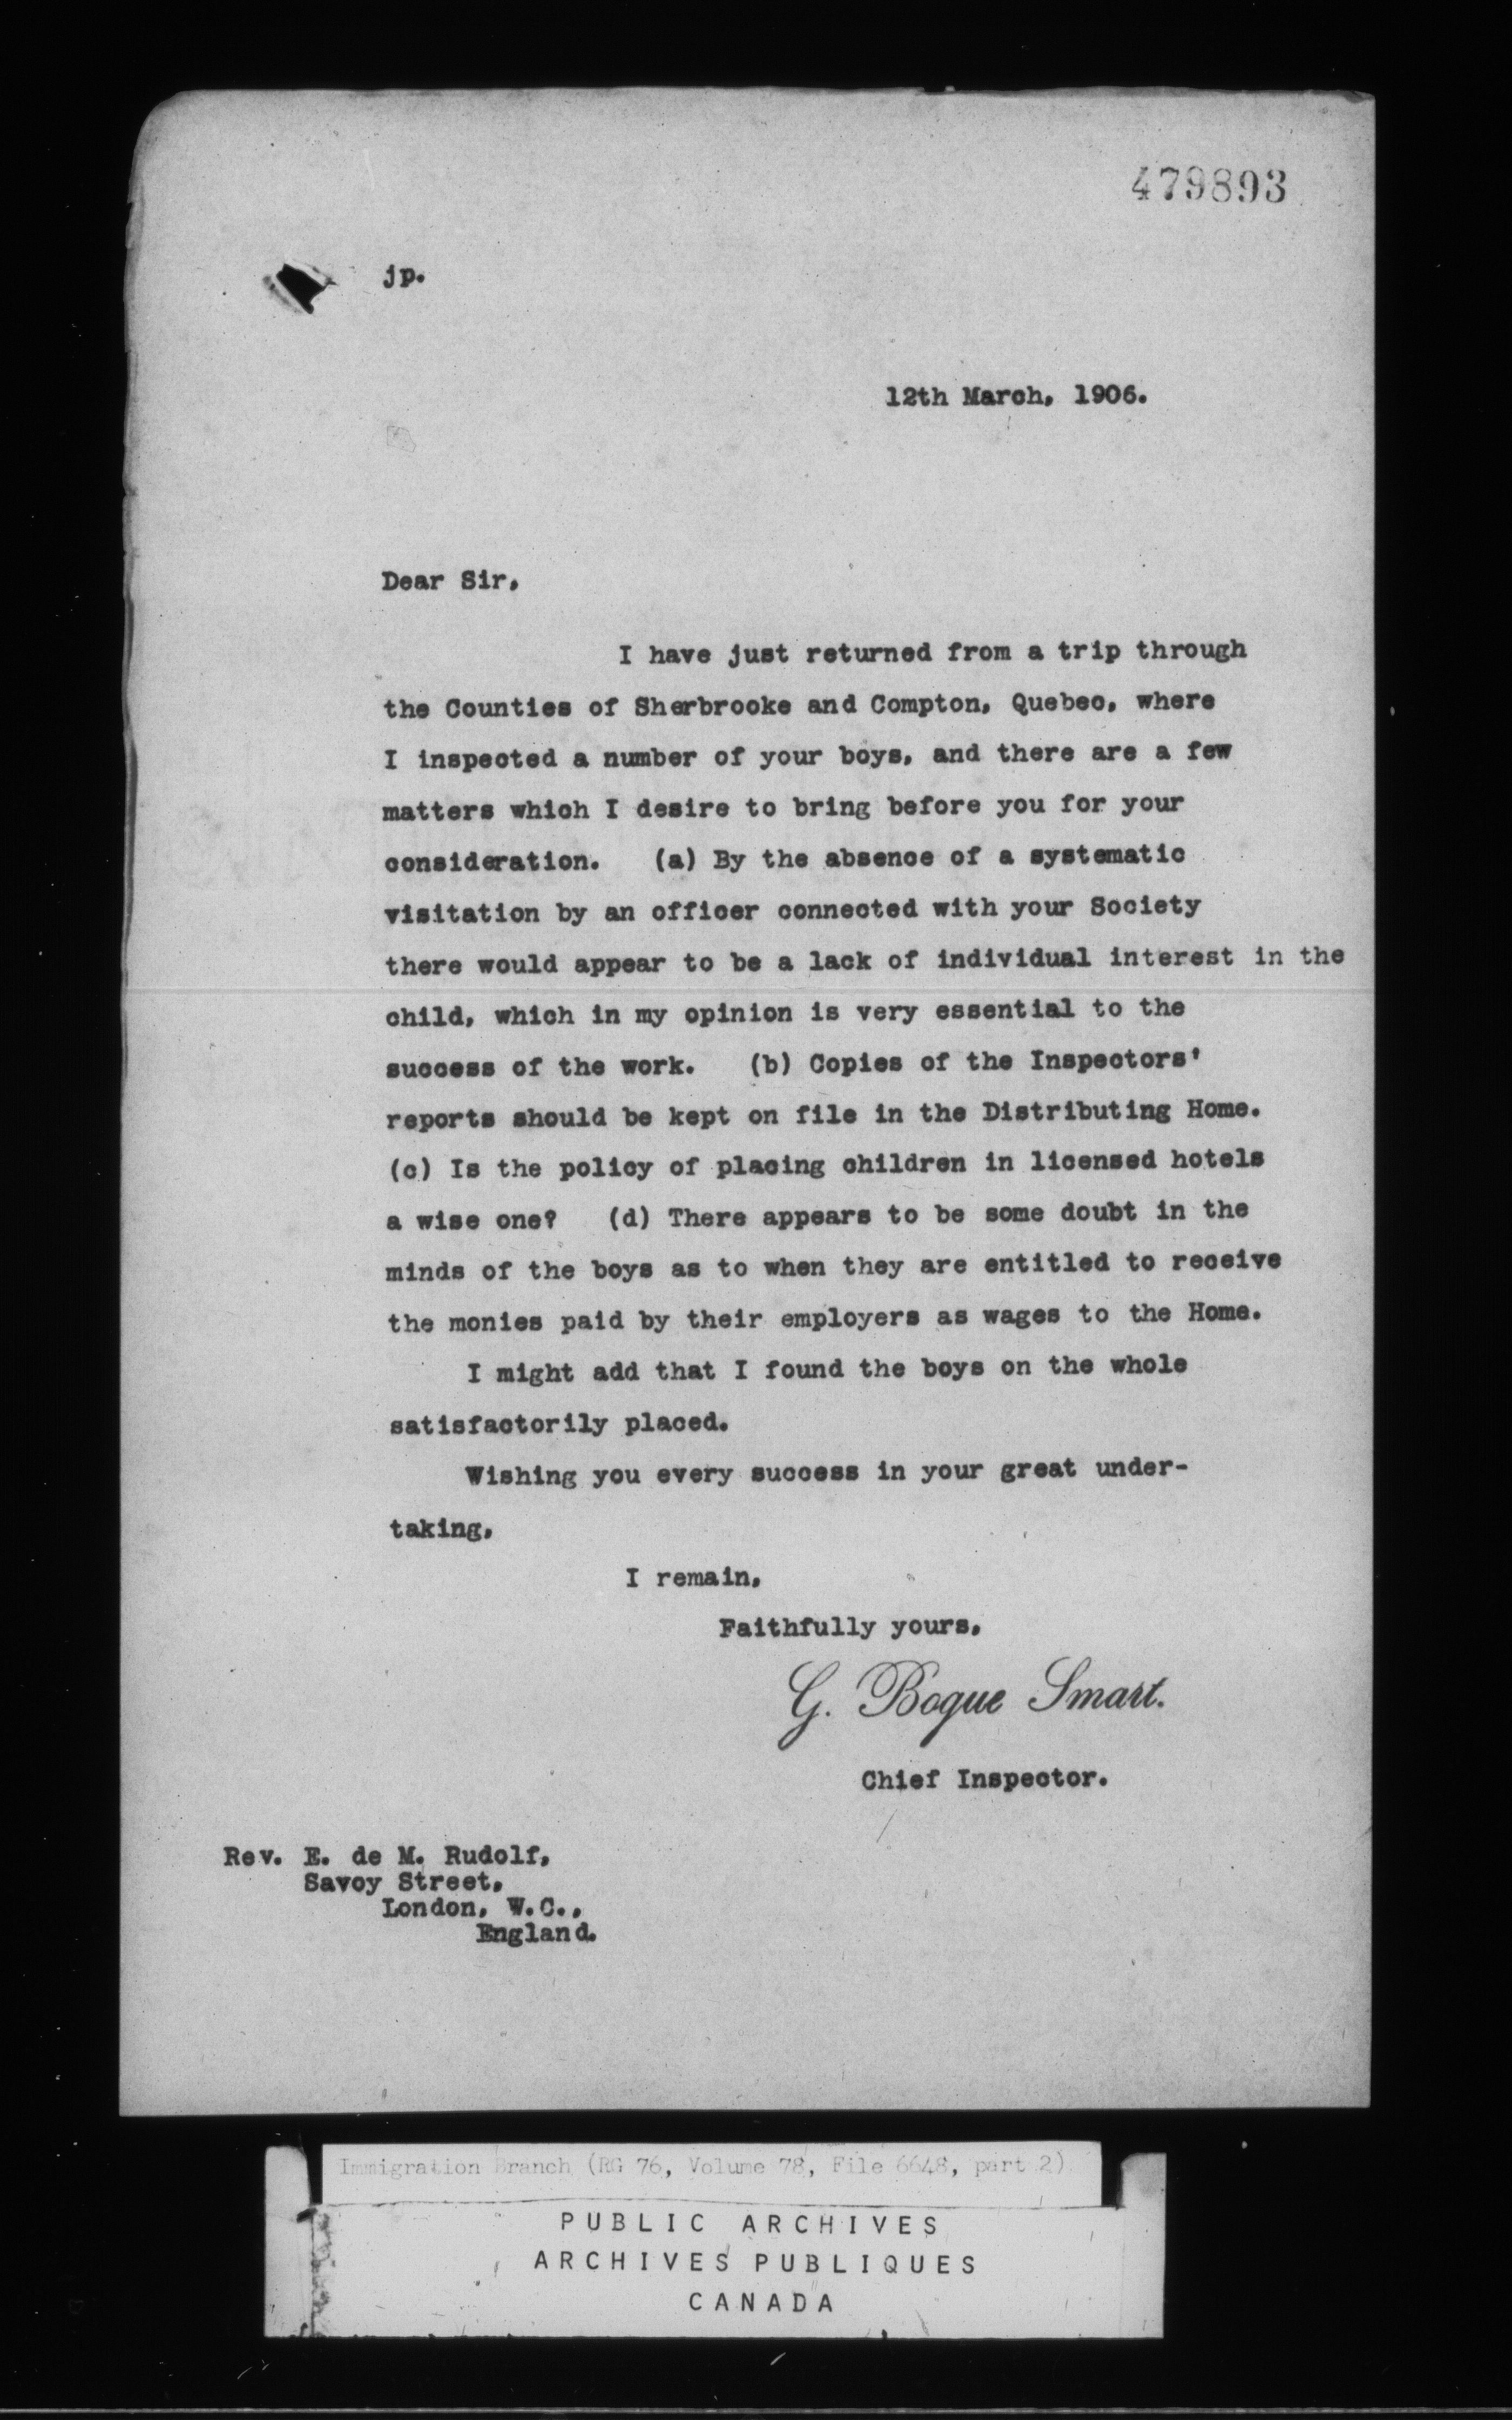 479893
jp.
12th March, 1906.
Dear Sir,
I have just returned from a trip through
the Counties of Sherbrooke and Compton, Quebec, where
I inspected a number of your boys, and there are a few
matters which I desire to bring before you for your
consideration. (a) By the absence of a systematic
visitation by an officer connected with your Society
there would appear to be a lack of individual interest in the
child, which in my opinion is very essential to the
success of the work. (b) Copies of the Inspectors'
reports should be kept on file in the Distributing Home.
(c) Is the policy of placing children in licensed hotels
a wise one? (d) There appears to be some doubt in the
minds of the boys as to when they are entitled to receive
the monies paid by their employers as wages to the Home.
I might add that I found the boys on the whole
satisfactorily placed.
Wishing you every success in your great under-
taking,
I remain,
Faithfully yours,
G. Bogue Smart.
Chief Inspector.
Rev. E. de M. Rudolf,
Savoy Street,
London, W.C.,
England.
Immigration Branch (RG 76, Volume 78, File 6648, part 2)
PUBLIC ARCHIVES
ARCHIVES PUBLIQUES
CANADA